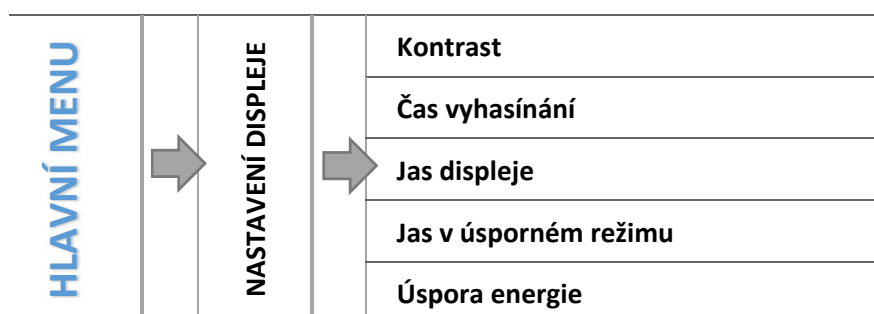 HLAVNÍ MENU
NASTAVENÍ DISPLEJE
Kontrast
Čas vyhasínání
Jas displeje
Jas v úsporném režimu
Úspora energie